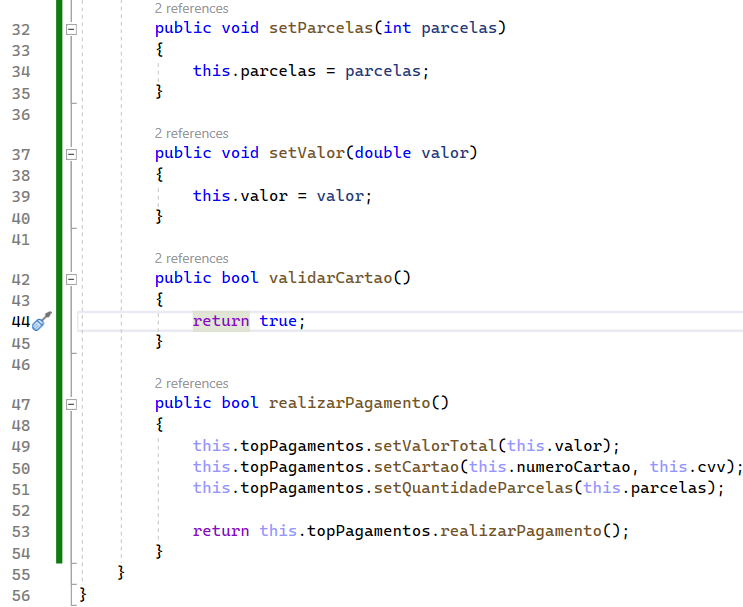 2 references
32 public void setParcelas(int parcelas)
33 {
34 this.parcelas = parcelas;
35 }
36
2 references
37 public void setValor(double valor)
38 {
39 this.valor = valor;
40 }
41
2 references
42 public bool validarCartao()
43 {
44 return true;
45 }
46
2 references
47 public bool realizarPagamento()
48 {
49 this.topPagamentos.setValorTotal(this.valor);
50 this.topPagamentos.setCartao(this.numeroCartao, this.cvv);
51 this.topPagamentos.setQuantidadeParcelas(this.parcelas);
52
53 return this.topPagamentos.realizarPagamento();
54 }
55 }
56 }